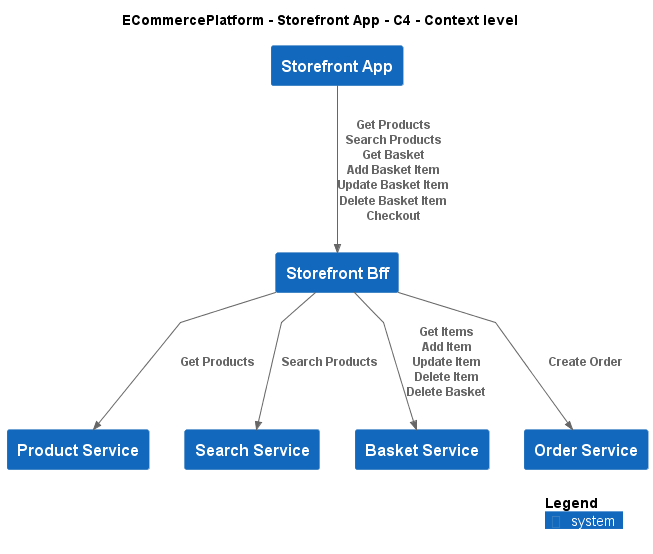 ECommercePlatform - Storefront App - C4 - Context level
Storefront App
Get Products
Search Products
Get Basket
Add Basket Item
Update Basket Item
Delete Basket Item
Checkout
Storefront Bff
Get Products
Search Products
Get Items
Add Item
Update Item
Delete Item
Delete Basket
Create Order
Product Service
Search Service
Basket Service
Order Service
Legend
system